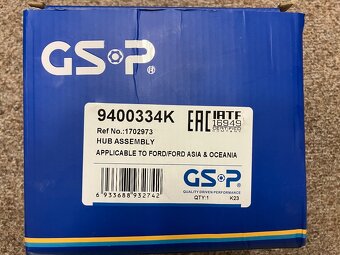 GSP®
9400334K
EAC IATF
16949
CERTIFIED
Ref No.:1702973
HUB ASSEMBLY
APPLICABLE TO FORD/FORD ASIA & OCEANIA
GSP®
QUALITY DRIVEN PERFORMANCE
6 933688 932742
QTY:1 K23